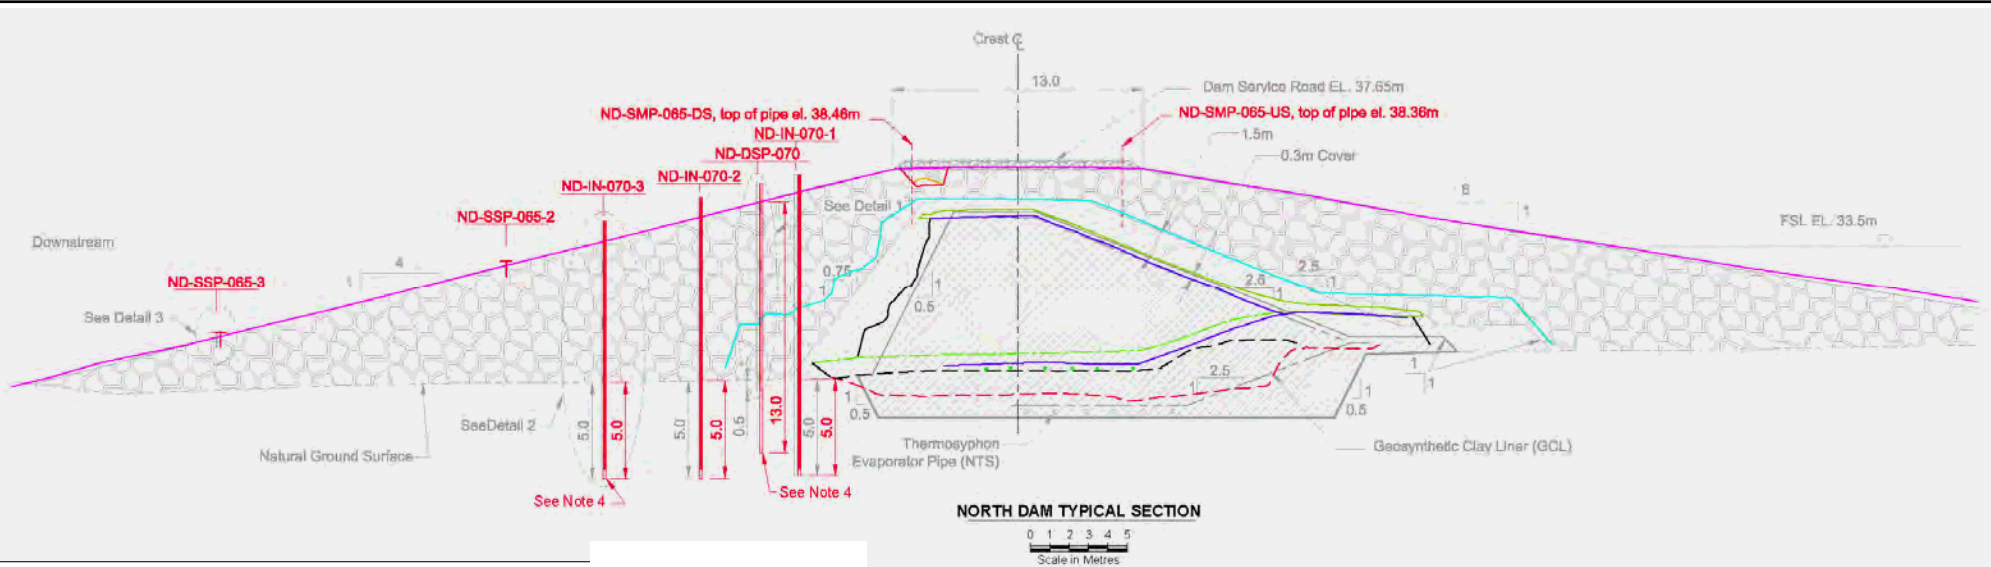 Crest ℄
13.0
Dam Service Road EL. 37.65m
ND-SMP-065-DS, top of pipe el. 38.46m
ND-SMP-065-US, top of pipe el. 38.36m
ND-IN-070-1
1.5m
ND-DSP-070
0.3m Cover
ND-IN-070-2
ND-IN-070-3
See Detail 1
ND-SSP-065-2
FSL EL. 33.5m
Downstream
4
1
0.75
1
2.5
1
2.6
1
ND-SSP-065-3
1
0.5
See Detail 3
1
1
2.5
1
1
0.5
1
0.5
5.0
5.0
5.0
5.0
0.5
13.0
5.0
5.0
SeeDetail 2
Natural Ground Surface
Thermosyphon
Evaporator Pipe (NTS)
Geosynthetic Clay Liner (GCL)
See Note 4
See Note 4
NORTH DAM TYPICAL SECTION
0 1 2 3 4 5
Scale in Metres